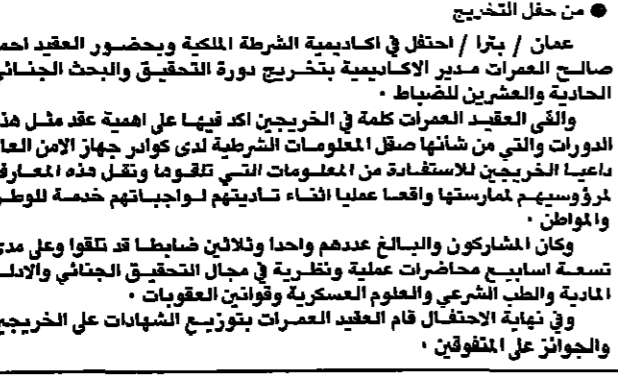 ● من حفل التخريج
عمان / بترا / احتفل في اكاديمية الشرطة الملكية وبحضور العقيد احمد
صالح العمرات مدير الاكاديمية بتخريج دورة التحقيق والبحث الجنائي
الحادية والعشرين للضباط ٠
والقى العقيد العمرات كلمة في الخريجين اكد فيها على اهمية عقد مثل هذه
الدورات والتي من شأنها صقل المعلومات الشرطية لدى كوادر جهاز الامن العام
داعيا الخريجين للاستفادة من المعلومات التي تلقوها ونقل هذه المعارف
لمرؤوسيهم لممارستها واقعا عمليا اثناء تاديتهم لواجباتهم خدمة للوطن
والمواطن ٠
وكان المشاركون والبالغ عددهم واحدا وثلاثين ضابطا قد تلقوا وعلى مدى
تسعة اسابيع محاضرات عملية ونظرية في مجال التحقيق الجنائي والادلة
المادية والطب الشرعي والعلوم العسكرية وقوانين العقوبات ٠
وفي نهاية الاحتفال قام العقيد العمرات بتوزيع الشهادات على الخريجين
والجوائز على المتفوقين ٠